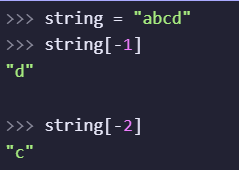 >>> string = "abcd"
>>> string[-1]
"d"
>>> string[-2]
"c"